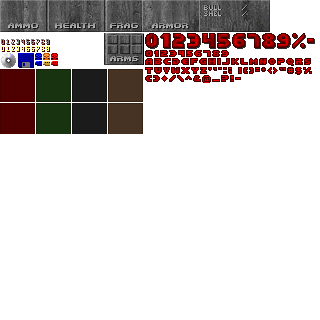 AMMO HEALTH FRAG ARMOR BULL
SHEL /
0123456789
0123456789
ARMS
0123456789%-
0123456789
ABCDEFGHIJKLMNOPQRS
TUVWXYZ